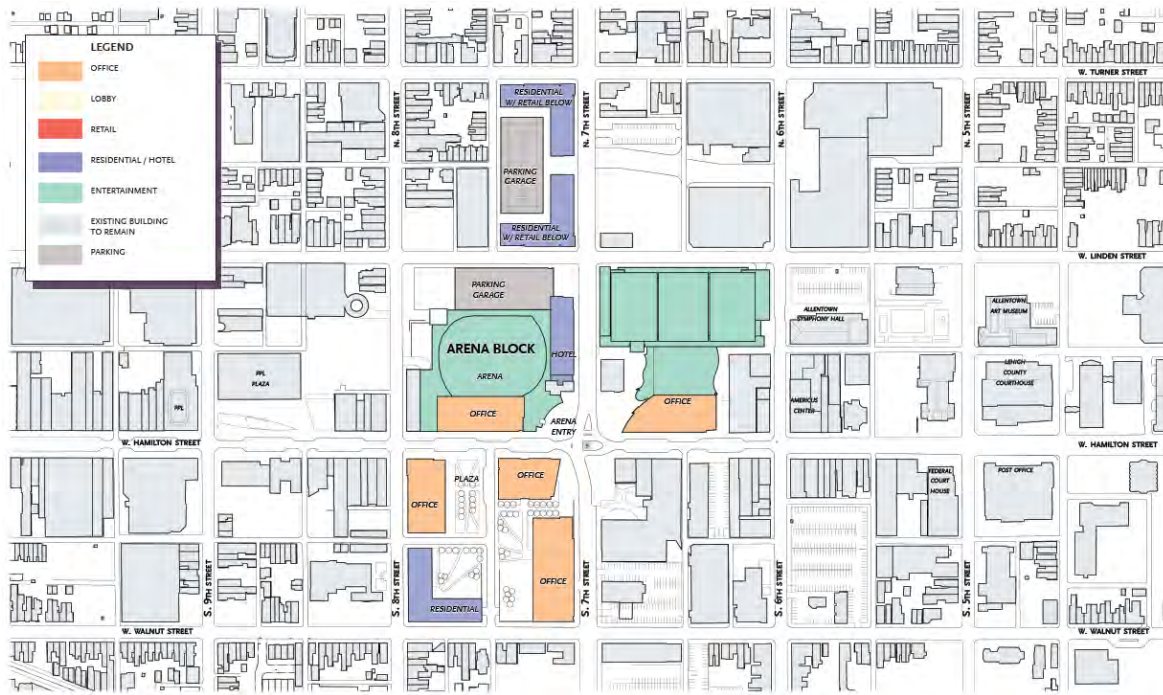 LEGEND
OFFICE
LOBBY
RETAIL
RESIDENTIAL / HOTEL
ENTERTAINMENT
EXISTING BUILDING
TO REMAIN
PARKING
W. TURNER STREET
N. 8TH STREET
N. 7TH STREET
N. 6TH STREET
N. 5TH STREET
RESIDENTIAL
W/ RETAIL BELOW
PARKING
GARAGE
RESIDENTIAL
W/ RETAIL BELOW
W. LINDEN STREET
PARKING
GARAGE
ARENA BLOCK
ARENA
HOTEL
OFFICE
ARENA
ENTRY
OFFICE
ALLENTOWN
SYMPHONY HALL
ALLENTOWN
ART MUSEUM
PPL
PLAZA
PPL
AMERICUS
CENTER
LEHIGH
COUNTY
COURTHOUSE
W. HAMILTON STREET
W. HAMILTON STREET
OFFICE
PLAZA
OFFICE
OFFICE
RESIDENTIAL
FEDERAL
COURT
HOUSE
POST OFFICE
S. 9TH STREET
S. 8TH STREET
S. 7TH STREET
S. 6TH STREET
S. 5TH STREET
W. WALNUT STREET
W. WALNUT STREET